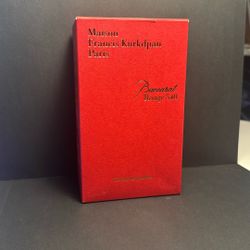 Maison
Francis Kurkdjian
Paris
Baccarat
Rouge 540